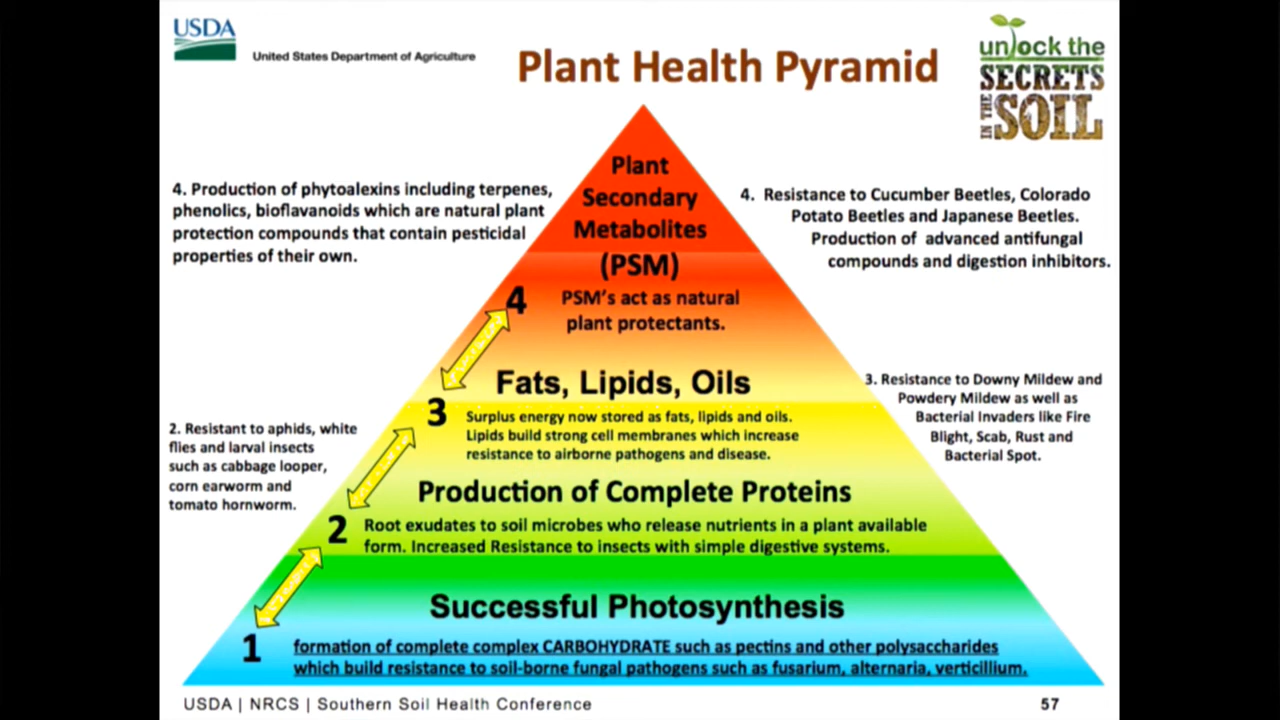 USDA
United States Department of Agriculture
Plant Health Pyramid
unlock the
SECRETS
IN THE
SOIL
Plant
Secondary
Metabolites
(PSM)
PSM's act as natural
plant protectants.
4. Production of phytoalexins including terpenes,
phenolics, bioflavanoids which are natural plant
protection compounds that contain pesticidal
properties of their own.
4. Resistance to Cucumber Beetles, Colorado
Potato Beetles and Japanese Beetles.
Production of advanced antifungal
compounds and digestion inhibitors.
4
Fats, Lipids, Oils
3
Surplus energy now stored as fats, lipids and oils.
Lipids build strong cell membranes which increase
resistance to airborne pathogens and disease.
3. Resistance to Downy Mildew and
Powdery Mildew as well as
Bacterial Invaders like Fire
Blight, Scab, Rust and
Bacterial Spot.
2. Resistant to aphids, white
flies and larval insects
such as cabbage looper,
corn earworm and
tomato hornworm.
Production of Complete Proteins
2
Root exudates to soil microbes who release nutrients in a plant available
form. Increased Resistance to insects with simple digestive systems.
Successful Photosynthesis
1
formation of complete complex CARBOHYDRATE such as pectins and other polysaccharides
which build resistance to soil-borne fungal pathogens such as fusarium, alternaria, verticillium.
USDA | NRCS | Southern Soil Health Conference
57